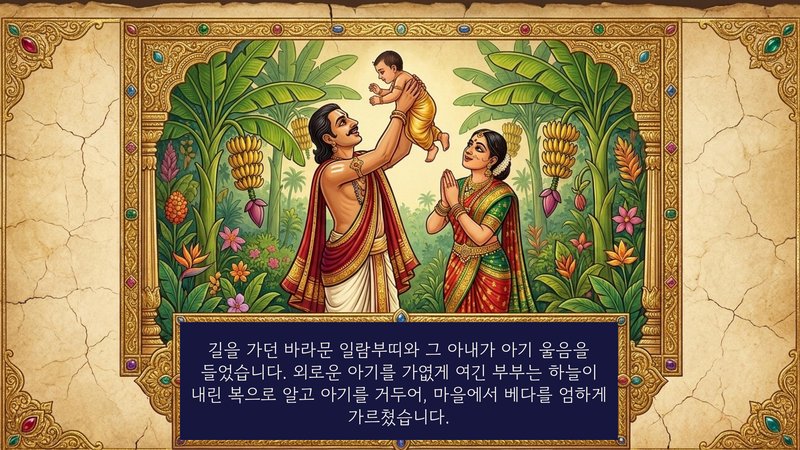 길을 가던 바라문 일람부띠와 그 아내가 아기 울음을
들었습니다. 외로운 아기를 가엾게 여긴 부부는 하늘이
내린 복으로 알고 아기를 거두어, 마을에서 베다를 엄하게
가르쳤습니다.